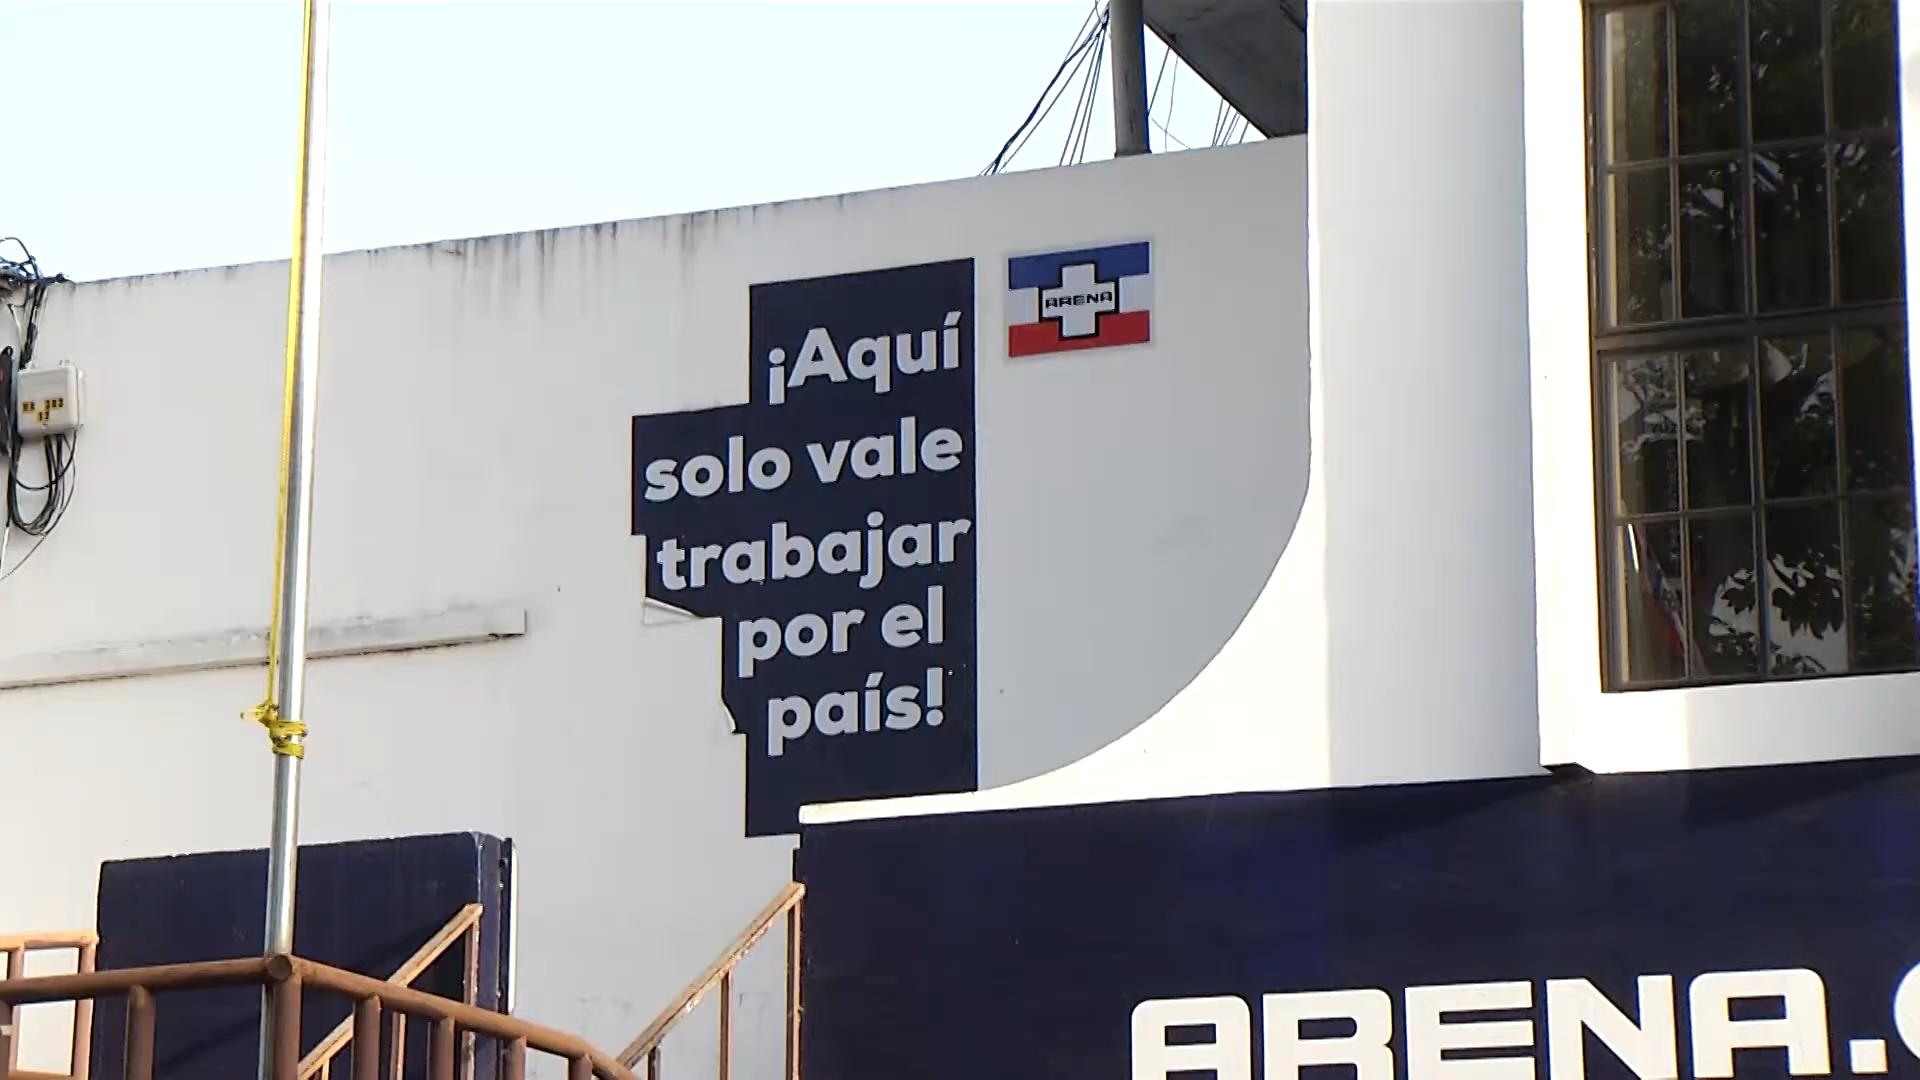 ¡Aquí
solo vale
trabajar
por el
país!
ARENA
ARENA.